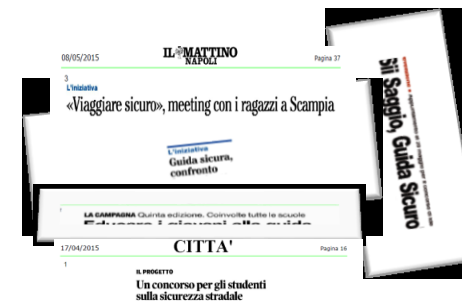 08/05/2015 IL MATTINO Pagina 37
NAPOLI
3
L'iniziativa
«Viaggiare sicuro», meeting con i ragazzi a Scampia
L'iniziativa
Guida sicura,
confronto
Sii Saggio, Guida Sicuro
LA CAMPAGNA Quinta edizione. Coinvolte tutte le scuole
17/04/2015 CITTA' Pagina 16
1
IL PROGETTO
Un concorso per gli studenti
sulla sicurezza stradale